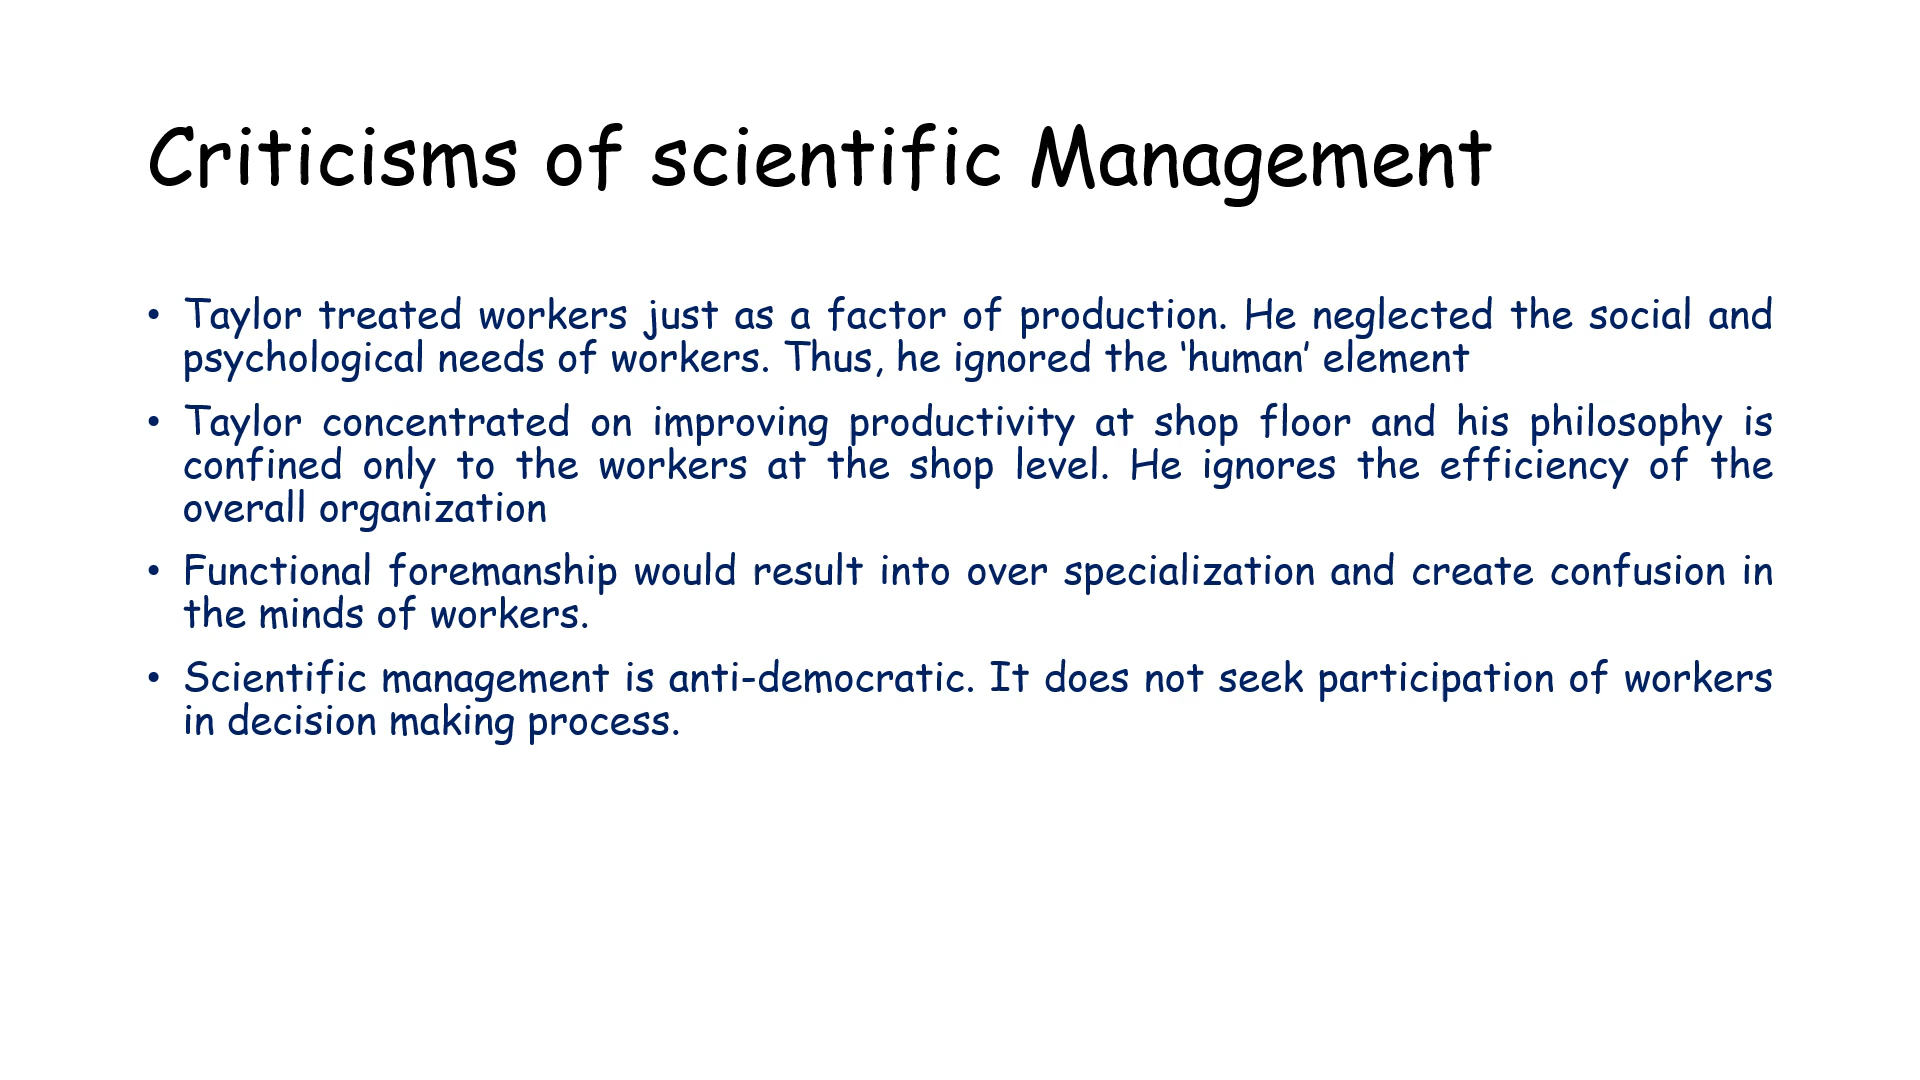 Criticisms of scientific Management
• Taylor treated workers just as a factor of production. He neglected the social and
psychological needs of workers. Thus, he ignored the ‘human’ element
• Taylor concentrated on improving productivity at shop floor and his philosophy is
confined only to the workers at the shop level. He ignores the efficiency of the
overall organization
• Functional foremanship would result into over specialization and create confusion in
the minds of workers.
• Scientific management is anti-democratic. It does not seek participation of workers
in decision making process.